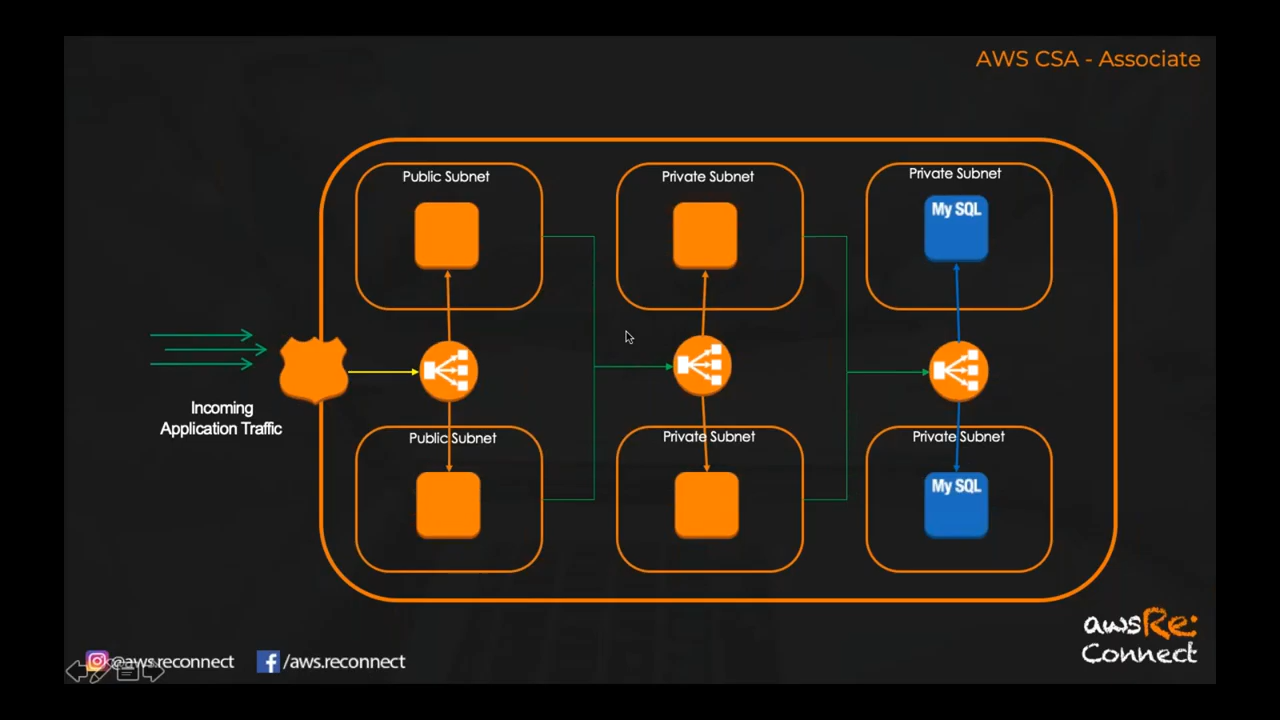 AWS CSA - Associate
Public Subnet
Private Subnet
Private Subnet
My SQL
Incoming
Application Traffic
Public Subnet
Private Subnet
Private Subnet
My SQL
@aws.reconnect
/aws.reconnect
awsRe:
Connect